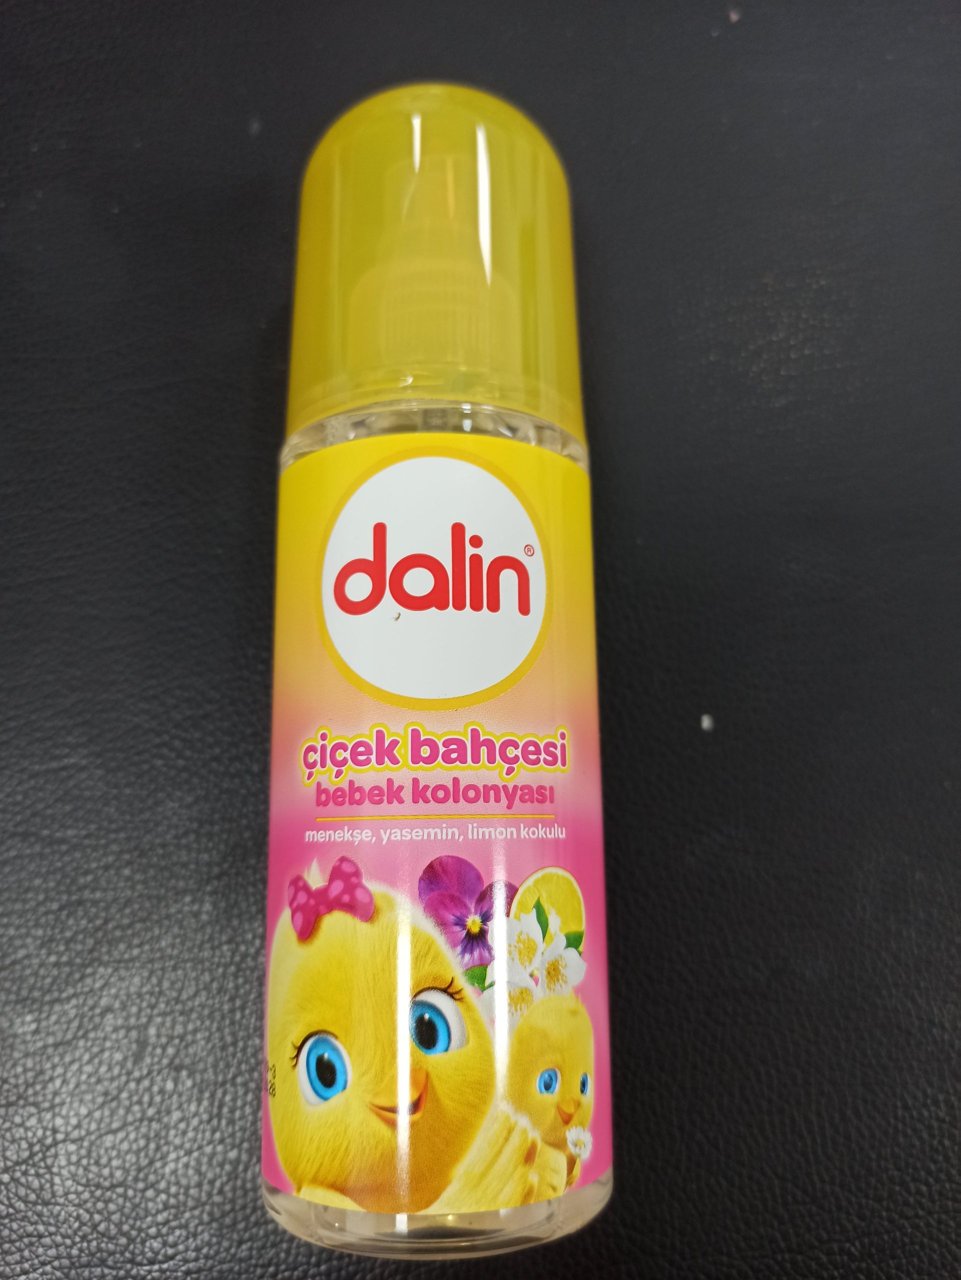 dalin®
çiçek bahçesi
bebek kolonyası
menekşe, yasemin, limon kokulu